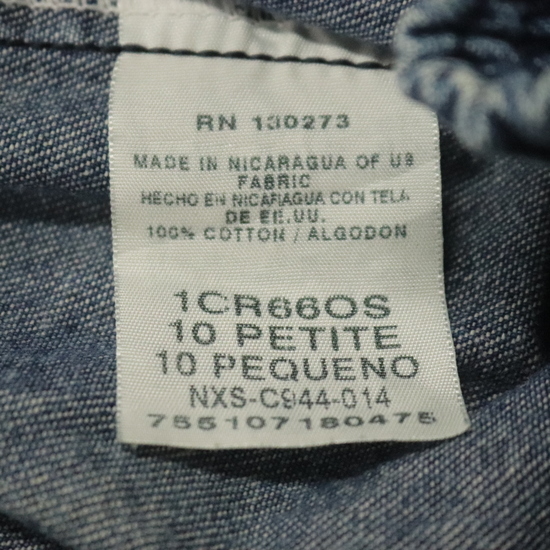 RN 130273
MADE IN NICARAGUA OF US
FABRIC
HECHO EN NICARAGUA CON TELA
DE EE.UU.
100% COTTON / ALGODON
1CR66OS
10 PETITE
10 PEQUENO
NXS-C944-014
755107180475